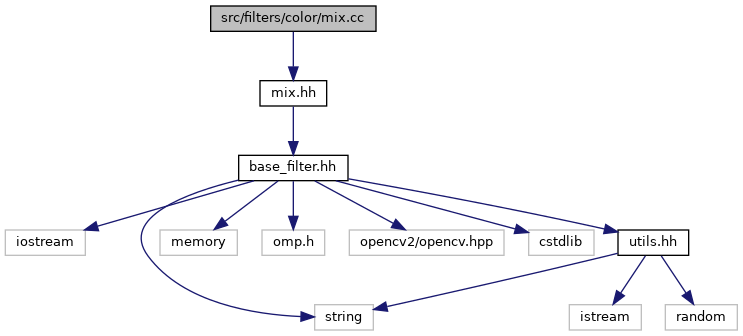 src/filters/color/mix.cc
mix.hh
base_filter.hh
iostream
memory
omp.h
opencv2/opencv.hpp
cstdlib
utils.hh
string
istream
random